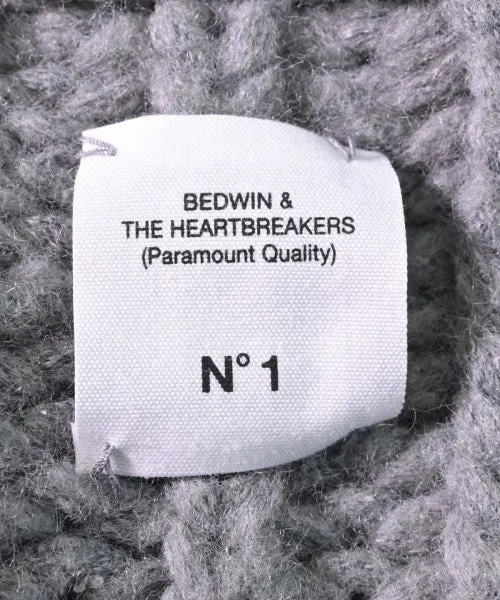 BEDWIN &
THE HEARTBREAKERS
(Paramount Quality)
N° 1